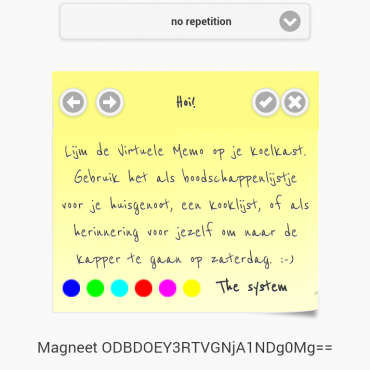 no repetition
Hoi!
Lijm de Virtuele Memo op je koelkast.
Gebruik het als boodschappenlijstje
voor je huisgenoot, een kooklijst, of als
herinnering voor jezelf om naar de
kapper te gaan op zaterdag. :-)
The system
Magneet ODBDOEY3RTVGNjA1NDg0Mg==